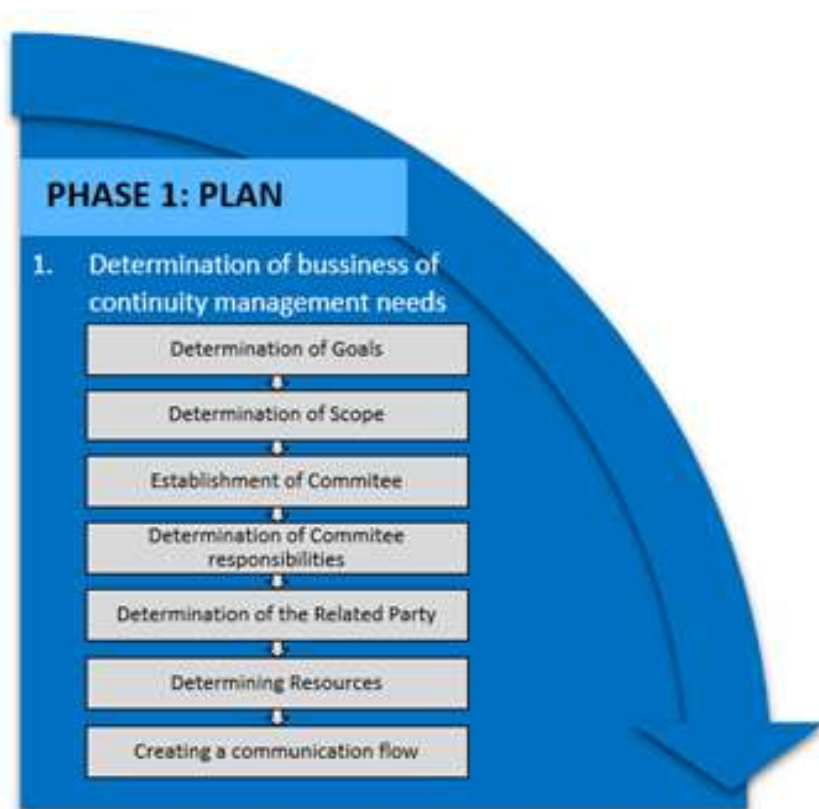 PHASE 1: PLAN
1. Determination of bussiness of
continuity management needs
Determination of Goals
Determination of Scope
Establishment of Commitee
Determination of Commitee
responsibilities
Determination of the Related Party
Determining Resources
Creating a communication flow